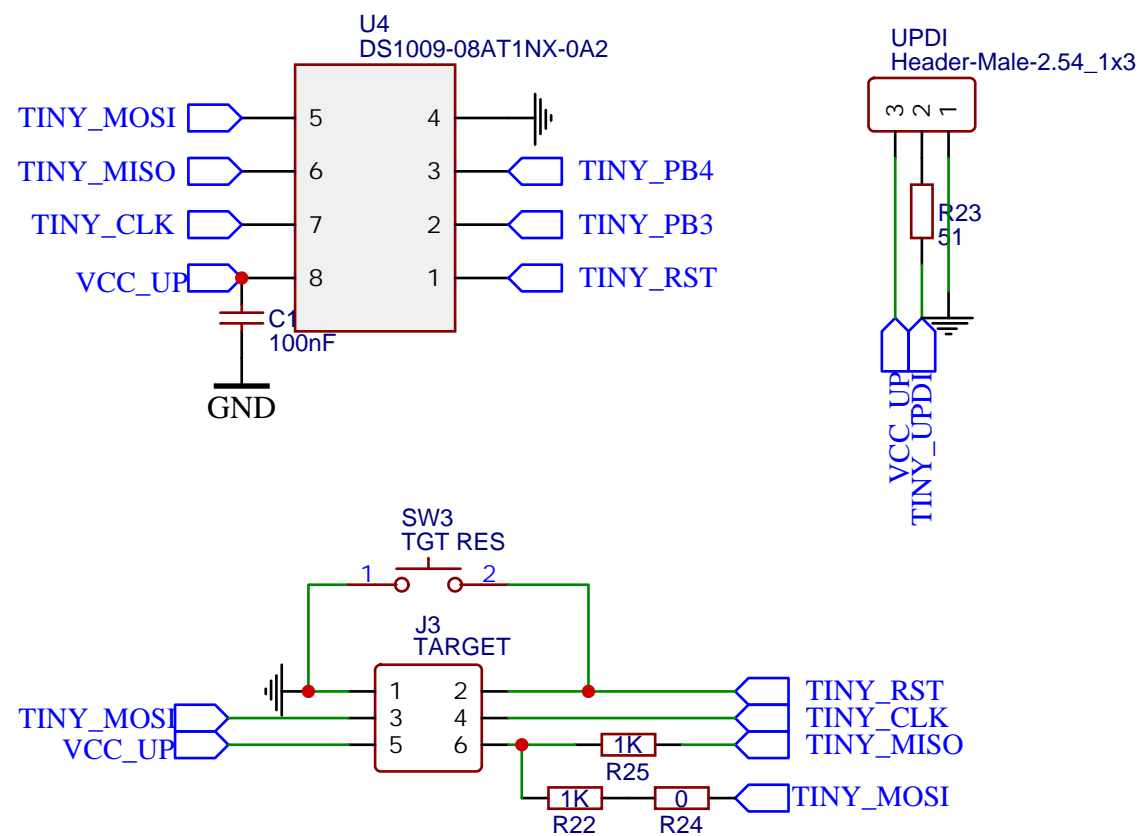 U4
DS1009-08AT1NX-0A2
TINY_MOSI 5 4
TINY_MISO 6 3 TINY_PB4
TINY_CLK 7 2 TINY_PB3
VCC_UP 8 1 TINY_RST
C1
100nF
GND
UPDI
Header-Male-2.54_1x3
3 2 1
R23
51
VCC_UP
TINY_UPDI
SW3
TGT RES
1 2
J3
TARGET
1 2 TINY_RST
TINY_MOSI 3 4 TINY_CLK
VCC_UP 5 6 1K TINY_MISO
R25
1K 0 TINY_MOSI
R22 R24